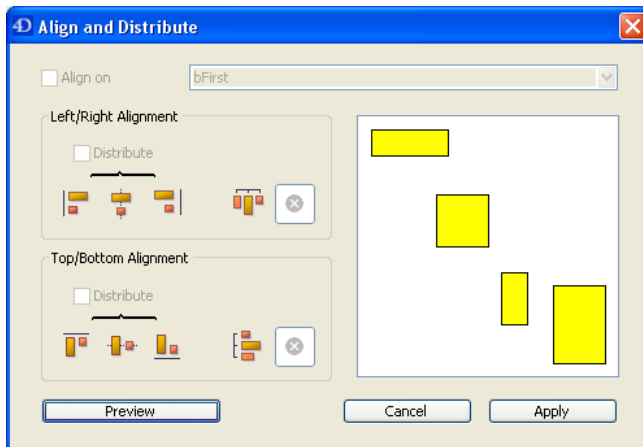 4D Align and Distribute
Align on
bFirst
Left/Right Alignment
Distribute
Top/Bottom Alignment
Distribute
Preview
Cancel
Apply